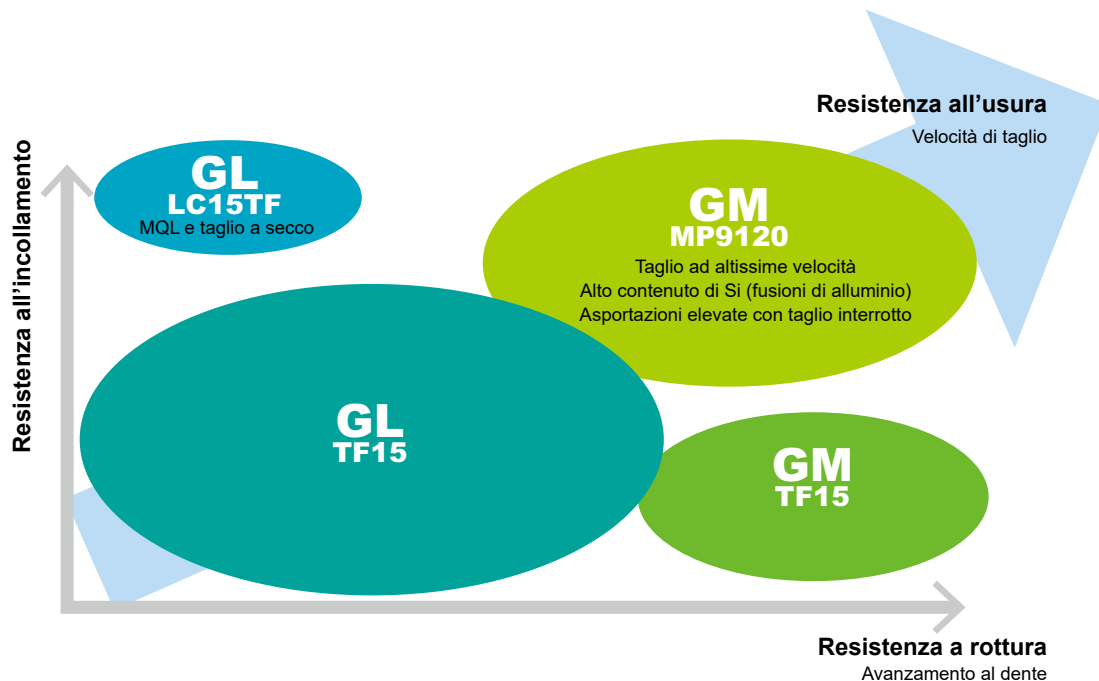 Resistenza all'usura
Velocità di taglio
Resistenza all'incollamento
GL
LC15TF
MQL e taglio a secco
GM
MP9120
Taglio ad altissime velocità
Alto contenuto di Si (fusioni di alluminio)
Asportazioni elevate con taglio interrotto
GL
TF15
GM
TF15
Resistenza a rottura
Avanzamento al dente